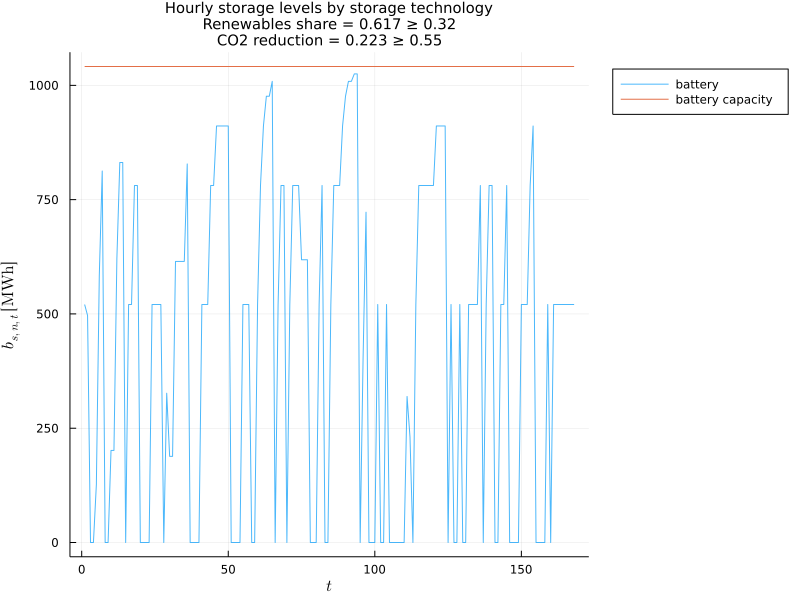 Hourly storage levels by storage technology
Renewables share = 0.617 ≥ 0.32
CO2 reduction = 0.223 ≥ 0.55
battery
battery capacity
b_{s, n, t} [MWh]
1000
750
500
250
0
0
50
100
150
t